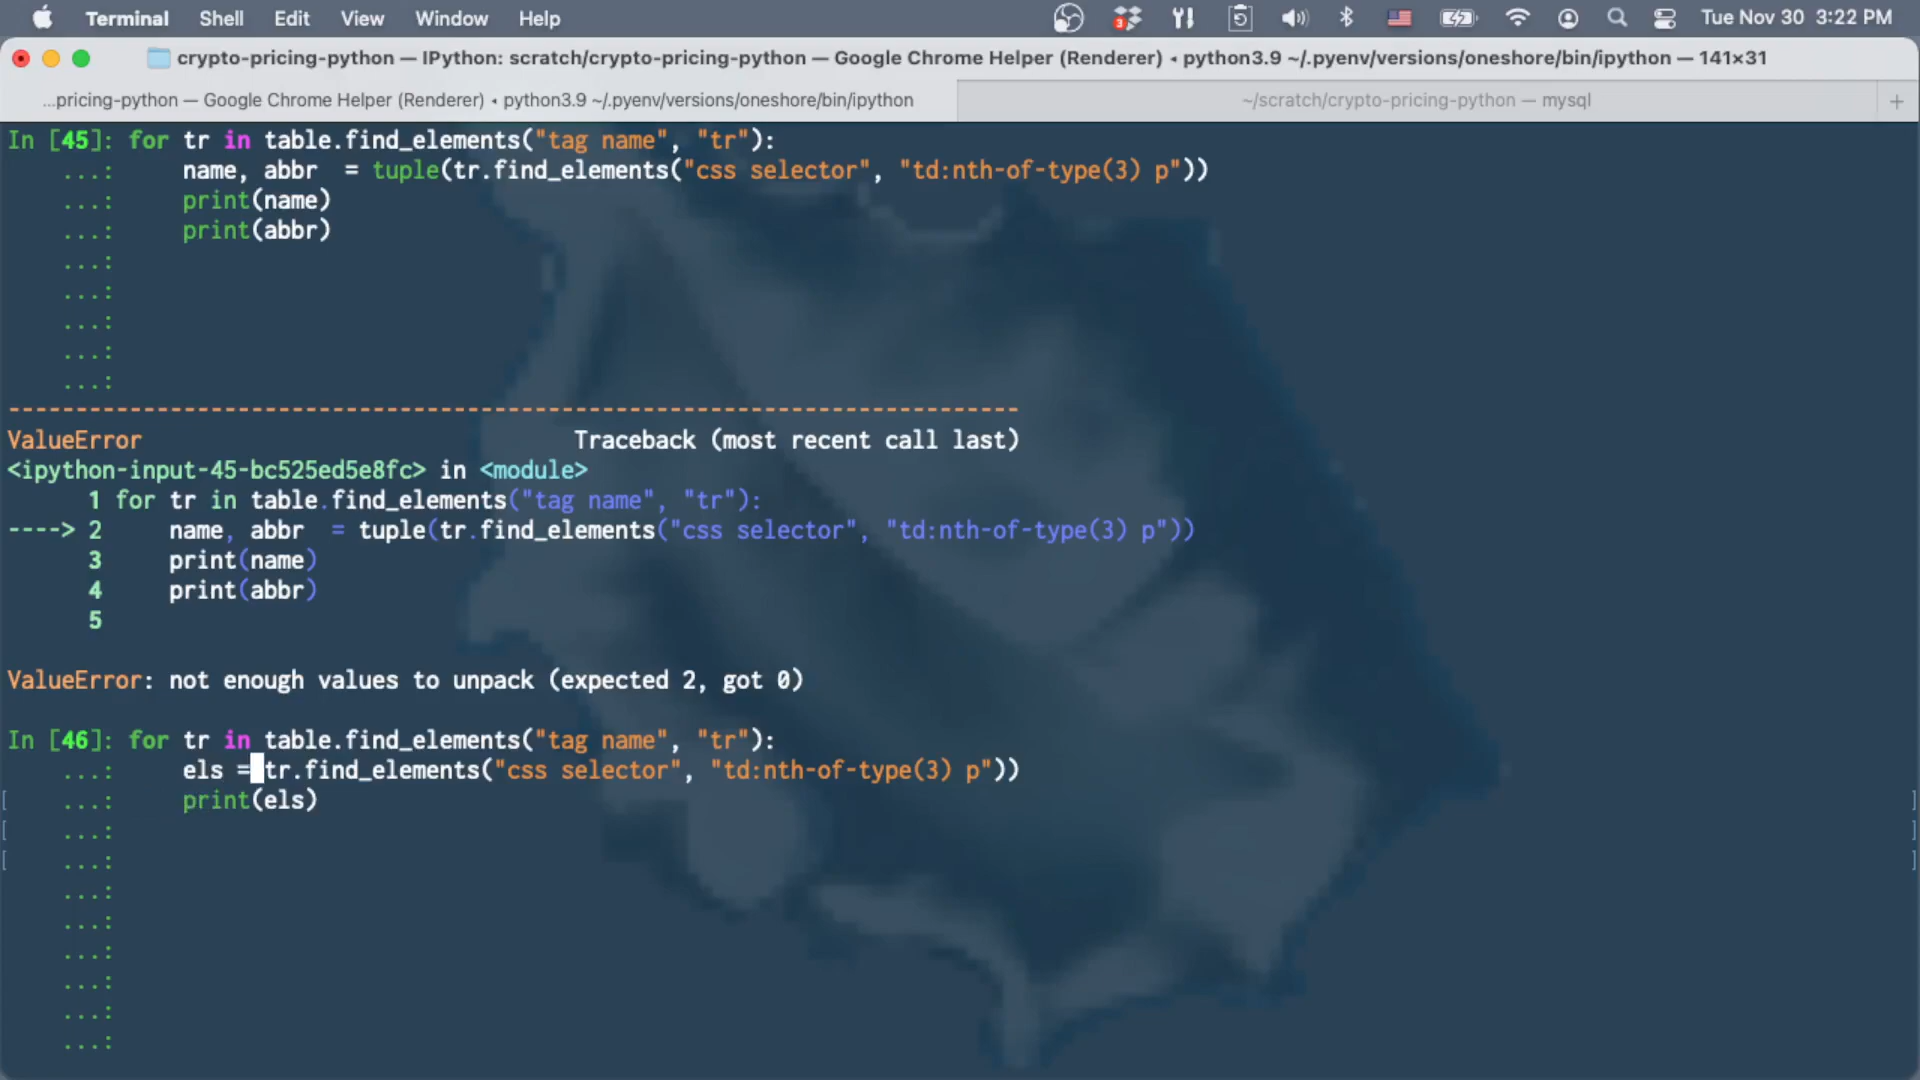 Terminal Shell Edit View Window Help 3 Tue Nov 30 3:22 PM
crypto-pricing-python — IPython: scratch/crypto-pricing-python — Google Chrome Helper (Renderer) ◂ python3.9 ~/.pyenv/versions/oneshore/bin/ipython — 141×31
...pricing-python — Google Chrome Helper (Renderer) ◂ python3.9 ~/.pyenv/versions/oneshore/bin/ipython ~/scratch/crypto-pricing-python — mysql +
In [45]: for tr in table.find_elements("tag name", "tr"):
...: name, abbr  = tuple(tr.find_elements("css selector", "td:nth-of-type(3) p"))
...: print(name)
...: print(abbr)
...:
...:
...:
...:
...:
---------------------------------------------------------------------------
ValueError Traceback (most recent call last)
<ipython-input-45-bc525ed5e8fc> in <module>
1 for tr in table.find_elements("tag name", "tr"):
----> 2 name, abbr  = tuple(tr.find_elements("css selector", "td:nth-of-type(3) p"))
3 print(name)
4 print(abbr)
5
ValueError: not enough values to unpack (expected 2, got 0)
In [46]: for tr in table.find_elements("tag name", "tr"):
...: els = tr.find_elements("css selector", "td:nth-of-type(3) p"))
...: print(els)
...:
...:
...:
...:
...:
...:
...:
...: